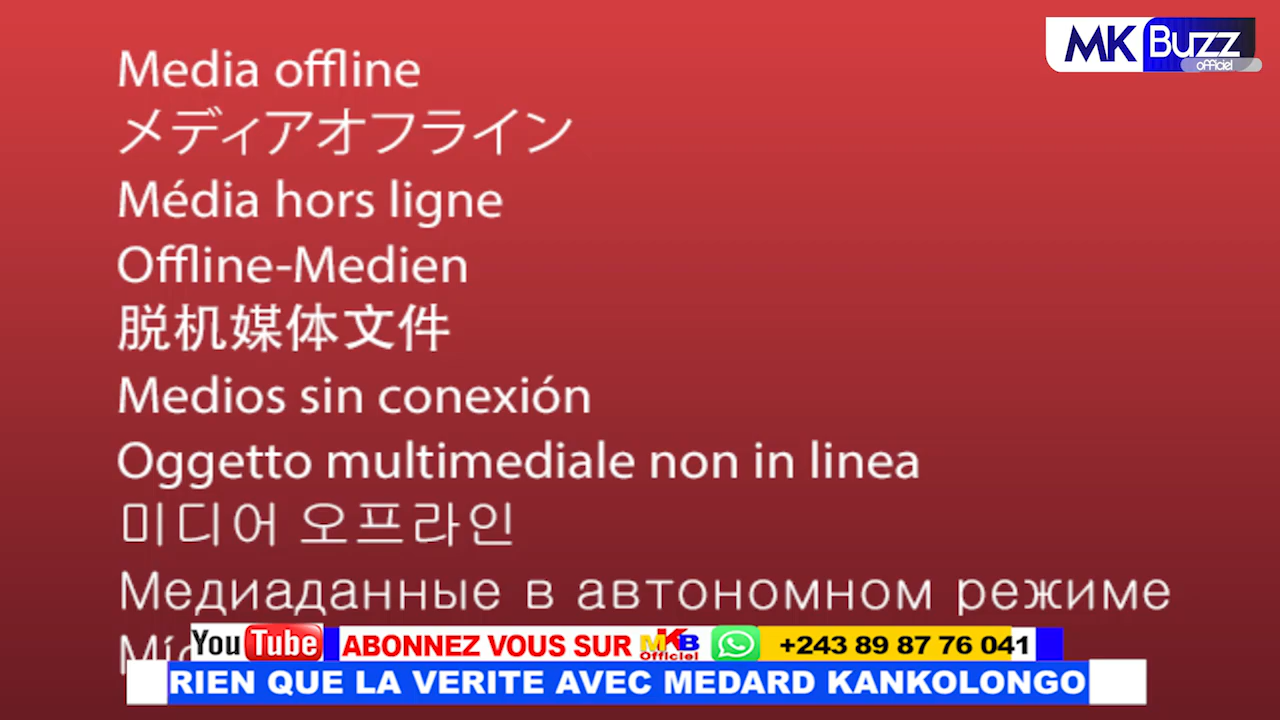 MK Buzz
officiel
Media offline
メディアオフライン
Média hors ligne
Offline-Medien
脱机媒体文件
Medios sin conexión
Oggetto multimediale non in linea
미디어 오프라인
Медиаданные в автономном режиме
YouTube ABONNEZ VOUS SUR MKB Officiel +243 89 87 76 041
RIEN QUE LA VERITE AVEC MEDARD KANKOLONGO